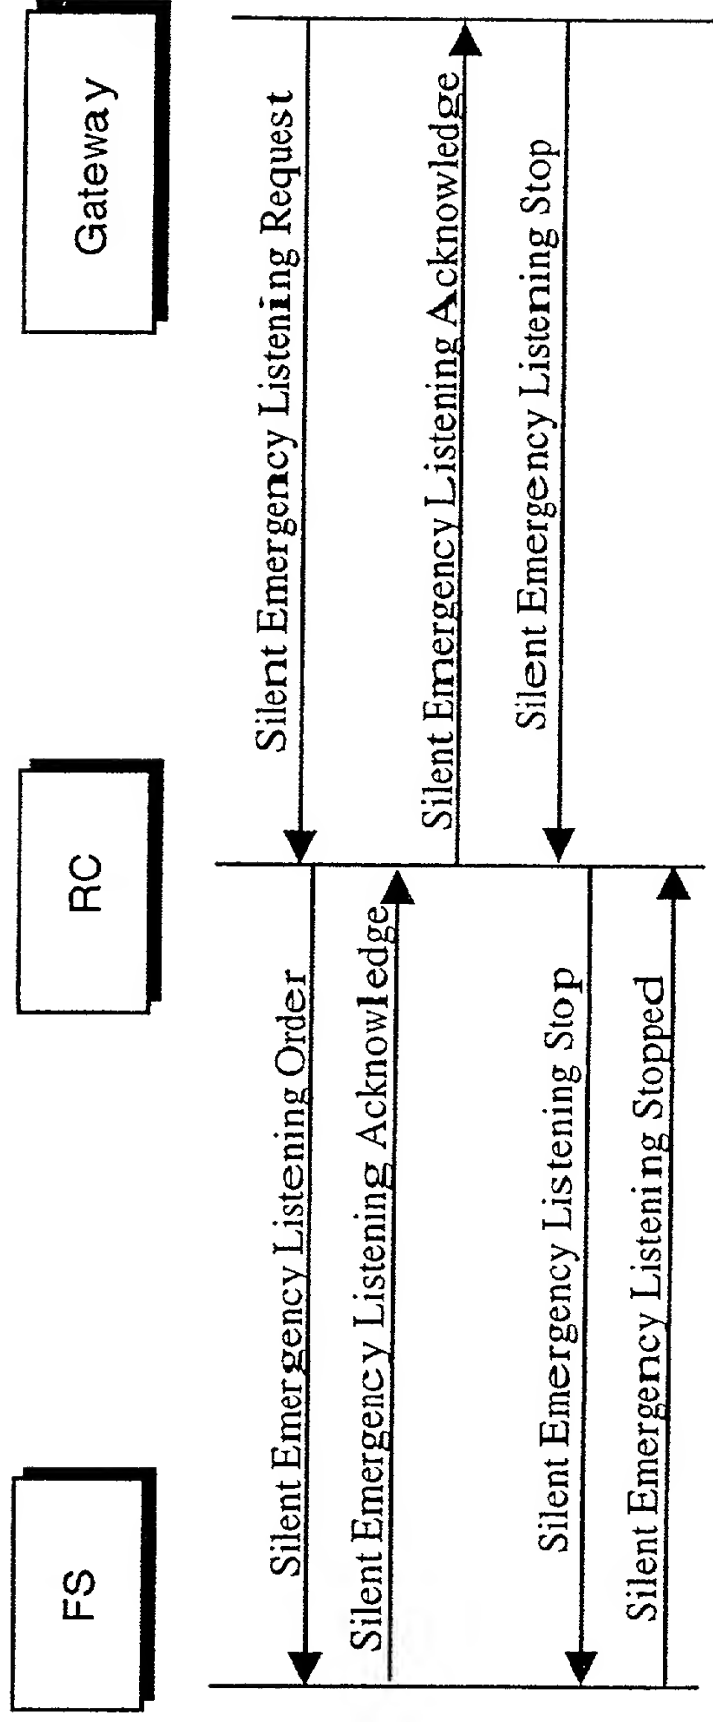 FS
RC
Gateway
Silent Emergency Listening Request
Silent Emergency Listening Order
Silent Emergency Listening Acknowledge
Silent Emergency Listening Acknowledge
Silent Emergency Listening Stop
Silent Emergency Listening Stop
Silent Emergency Listening Stopped